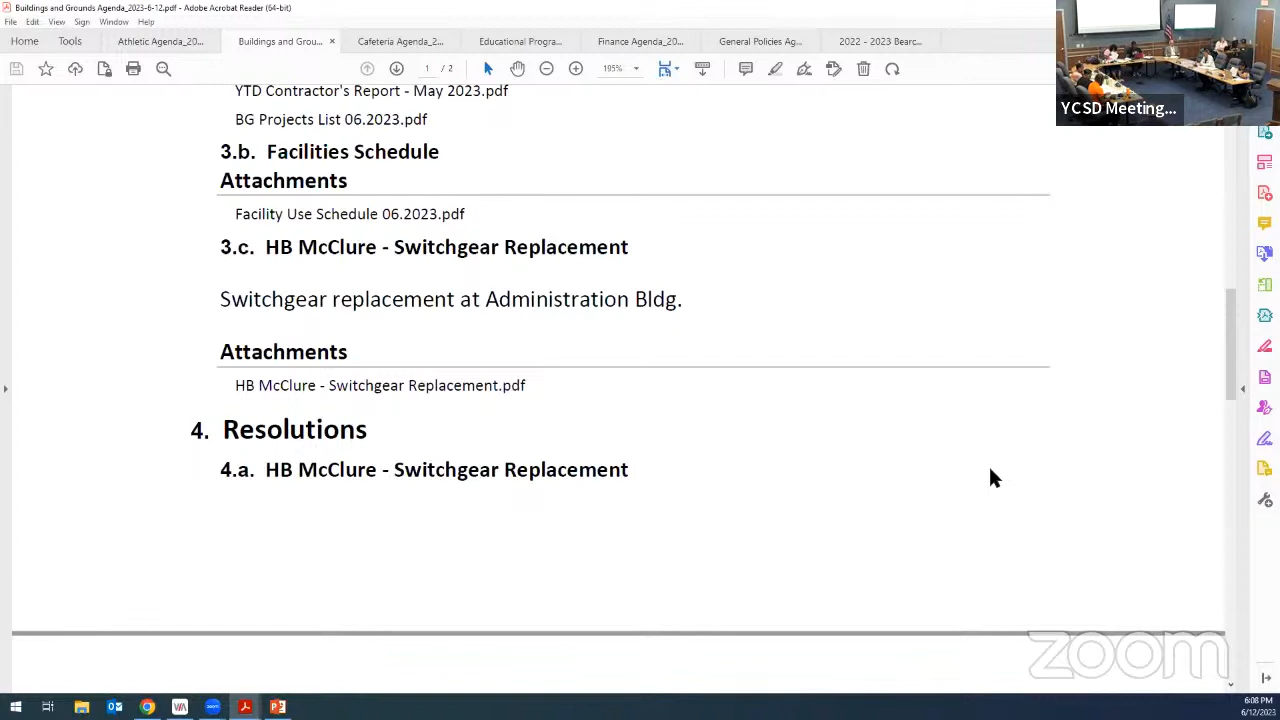 Buildings and Grounds Agenda_2023-6-12.pdf - Adobe Acrobat Reader (64-bit)
File Edit View Sign Window Help
Home Tools Athletic Agenda_20... Buildings and Grou... × Cafeteria Agenda_2... Educational Progra... Finance Agenda_20... General Policies Ag... 2022 - 2023 Bearc...
1 / 2 195%
YCSD Meeting...
YTD Contractor's Report - May 2023.pdf
BG Projects List 06.2023.pdf
3.b. Facilities Schedule
Attachments
Facility Use Schedule 06.2023.pdf
3.c. HB McClure - Switchgear Replacement
Switchgear replacement at Administration Bldg.
Attachments
HB McClure - Switchgear Replacement.pdf
4. Resolutions
4.a. HB McClure - Switchgear Replacement
zoom
6:08 PM
6/12/2023